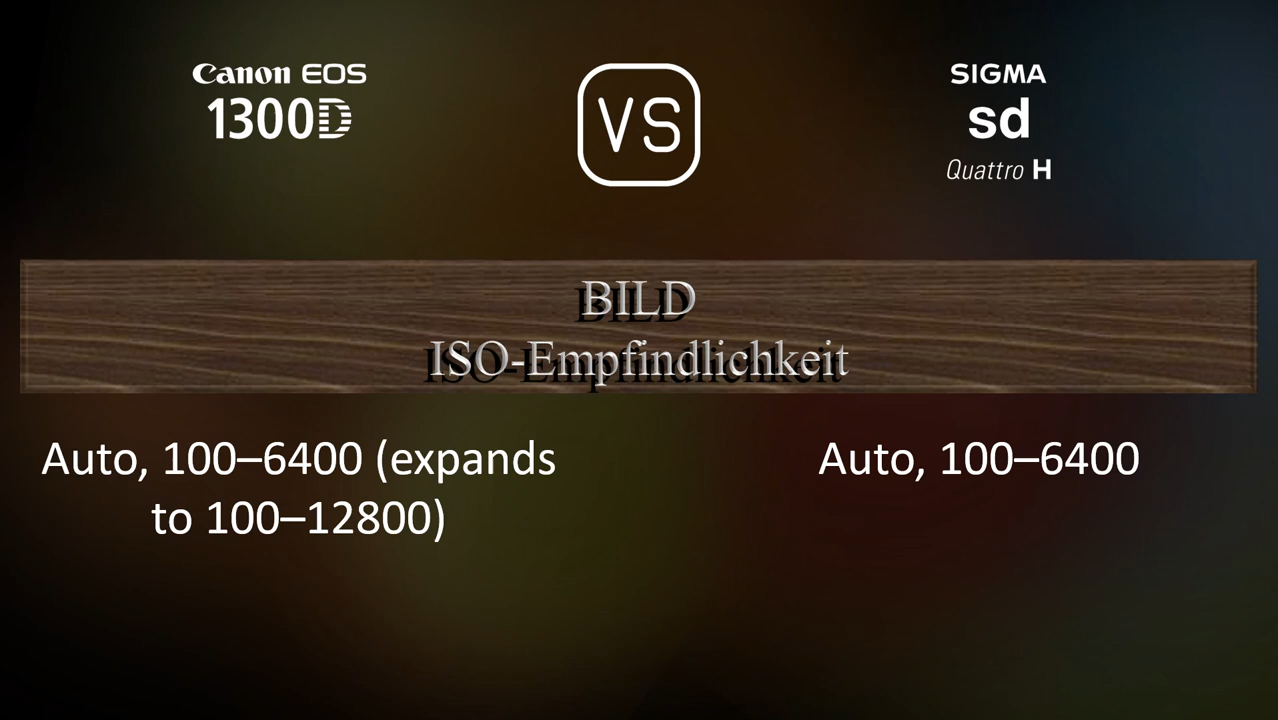 Canon EOS
1300D
VS
SIGMA
sd
Quattro H
BILD
ISO-Empfindlichkeit
Auto, 100–6400 (expands
to 100–12800)
Auto, 100–6400